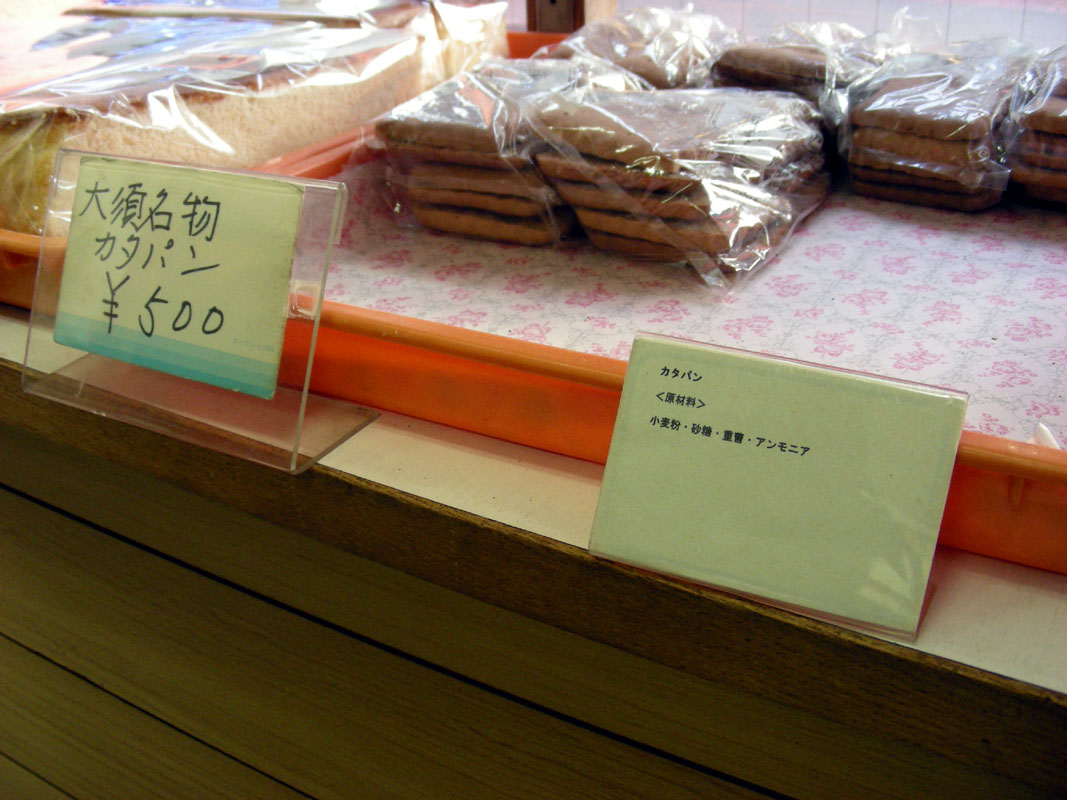 大須名物
カタパン
¥500
カタパン
<原材料>
小麦粉・砂糖・重曹・アンモニア